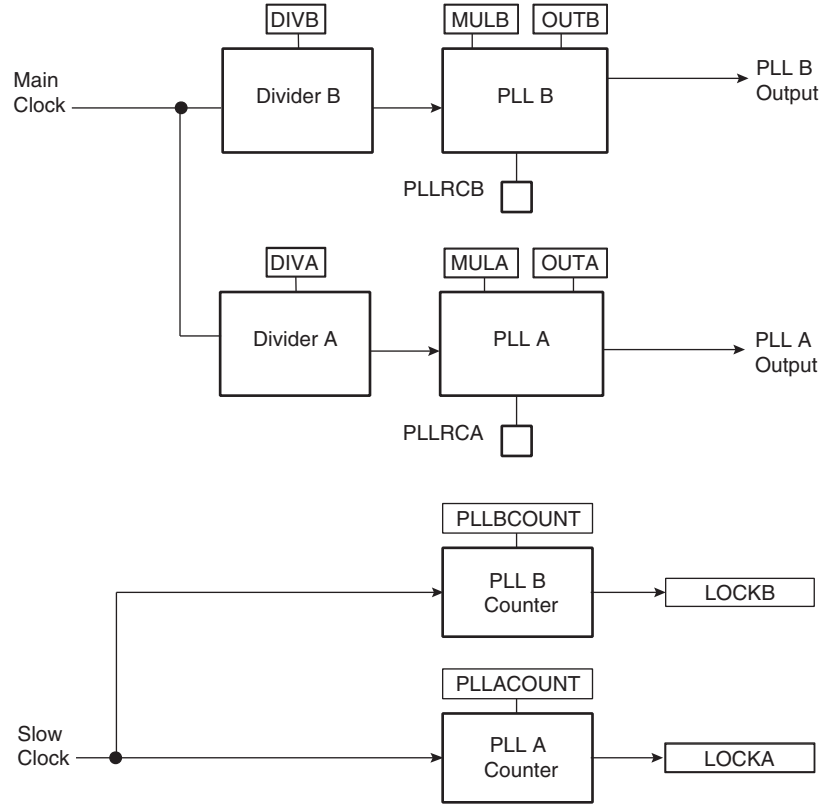 DIVB
MULB
OUTB
Main
Clock
Divider B
PLL B
PLL B
Output
PLLRCB
DIVA
MULA
OUTA
Divider A
PLL A
PLL A
Output
PLLRCA
PLLBCOUNT
PLL B
Counter
LOCKB
PLLACOUNT
Slow
Clock
PLL A
Counter
LOCKA